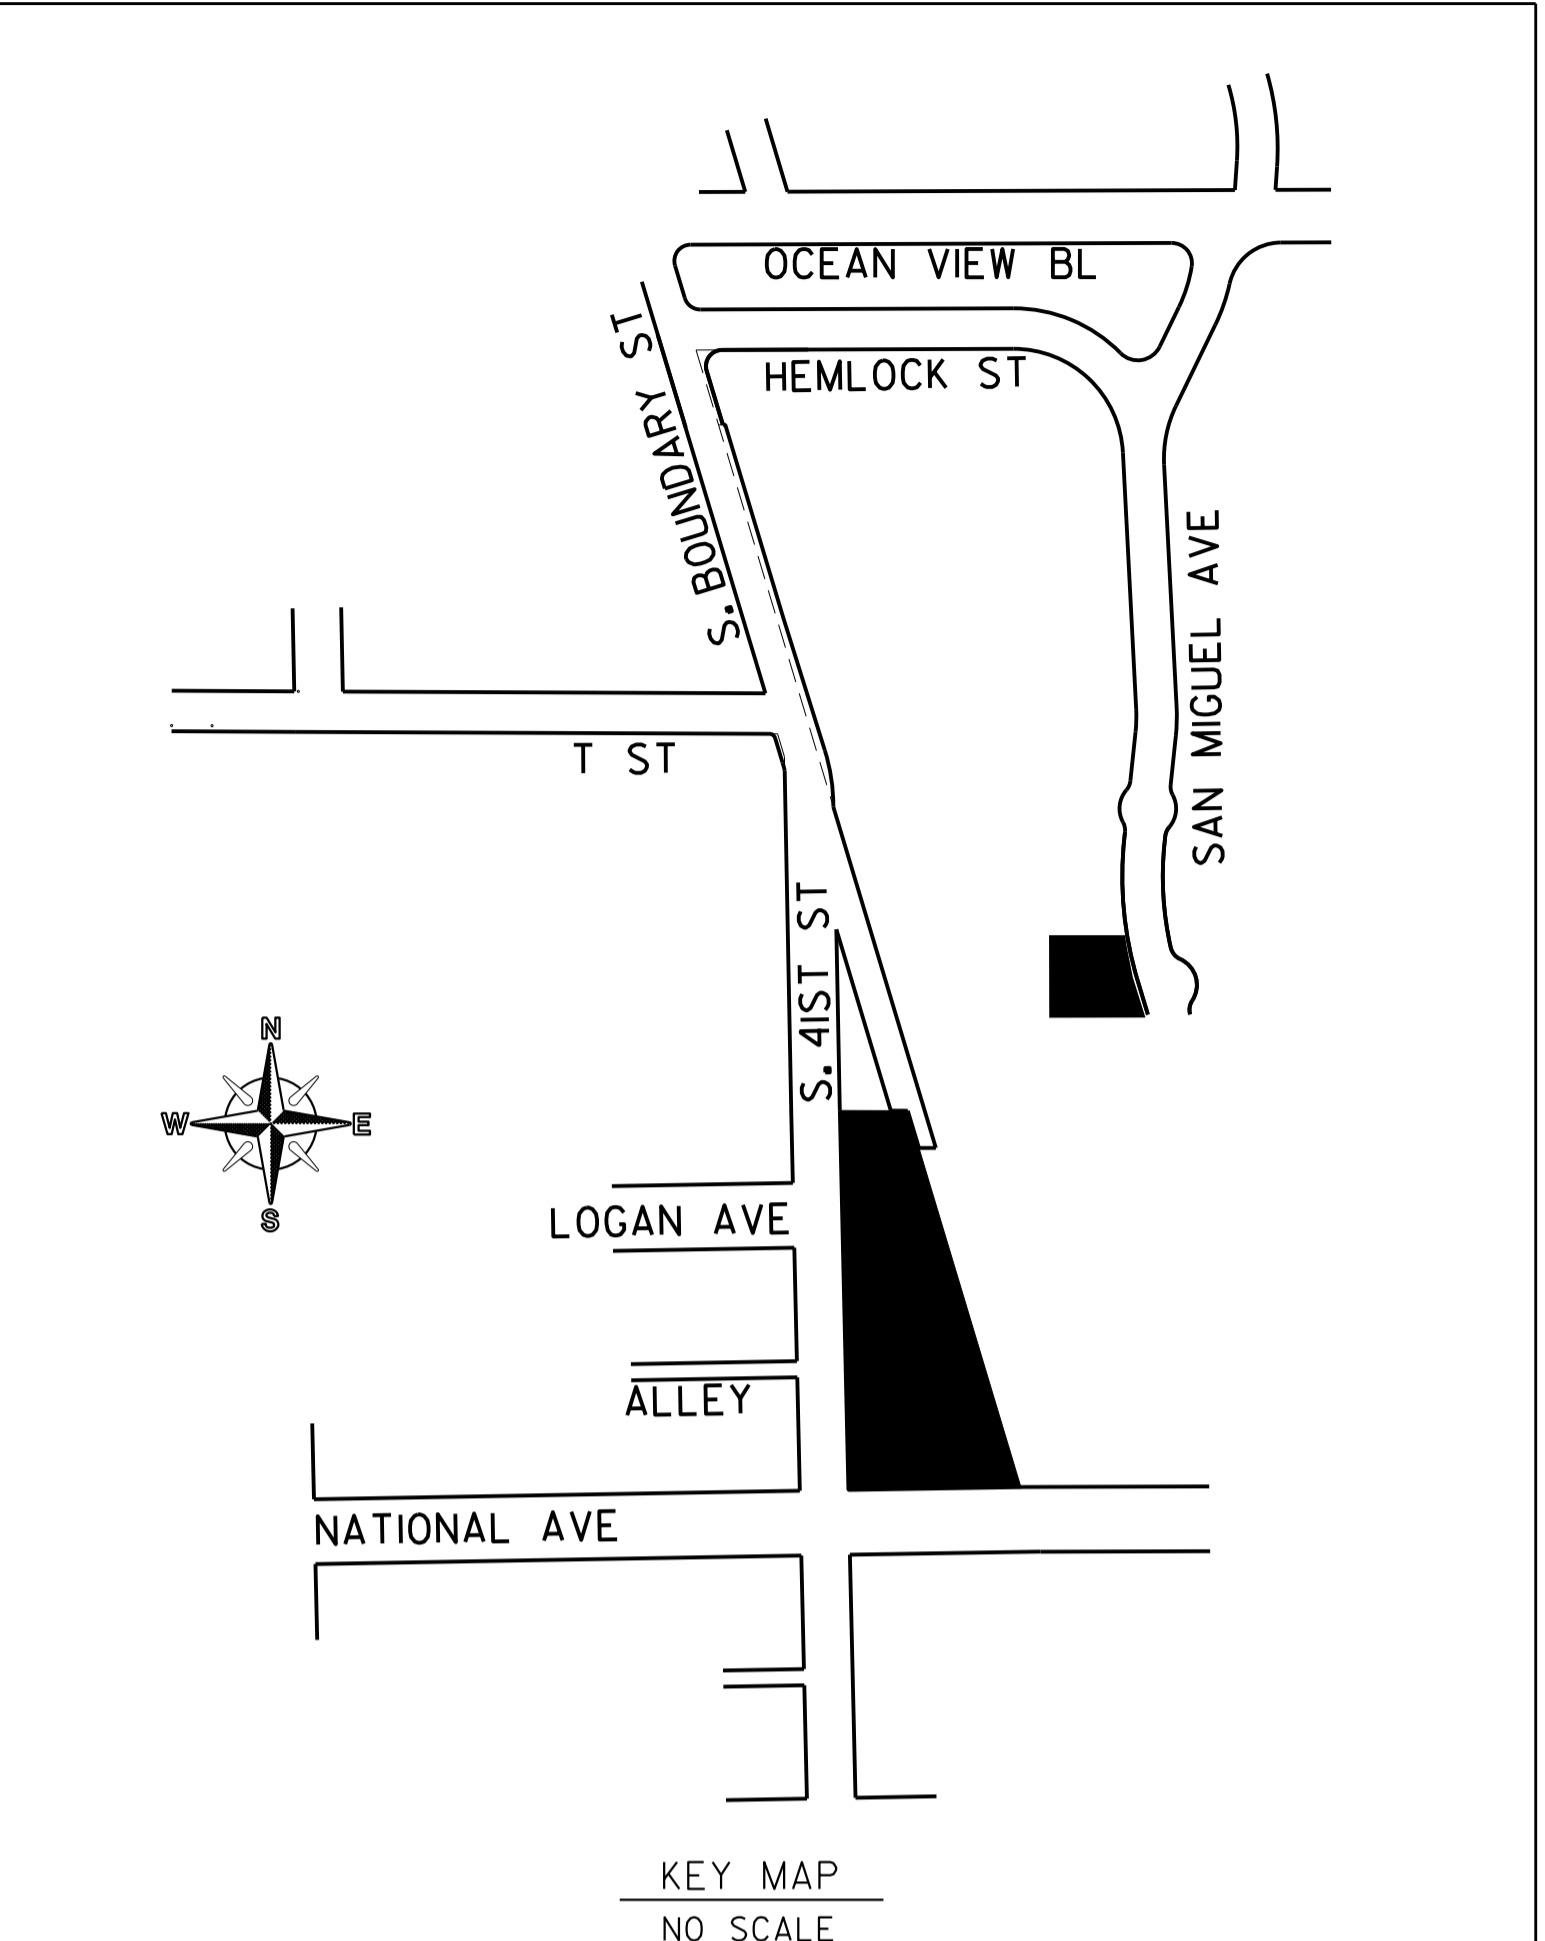 OCEAN VIEW BL
HEMLOCK ST
S. BOUNDARY ST
SAN MIGUEL AVE
T ST
S. 41ST ST
N
W E
S
LOGAN AVE
ALLEY
NATIONAL AVE
KEY MAP
NO SCALE